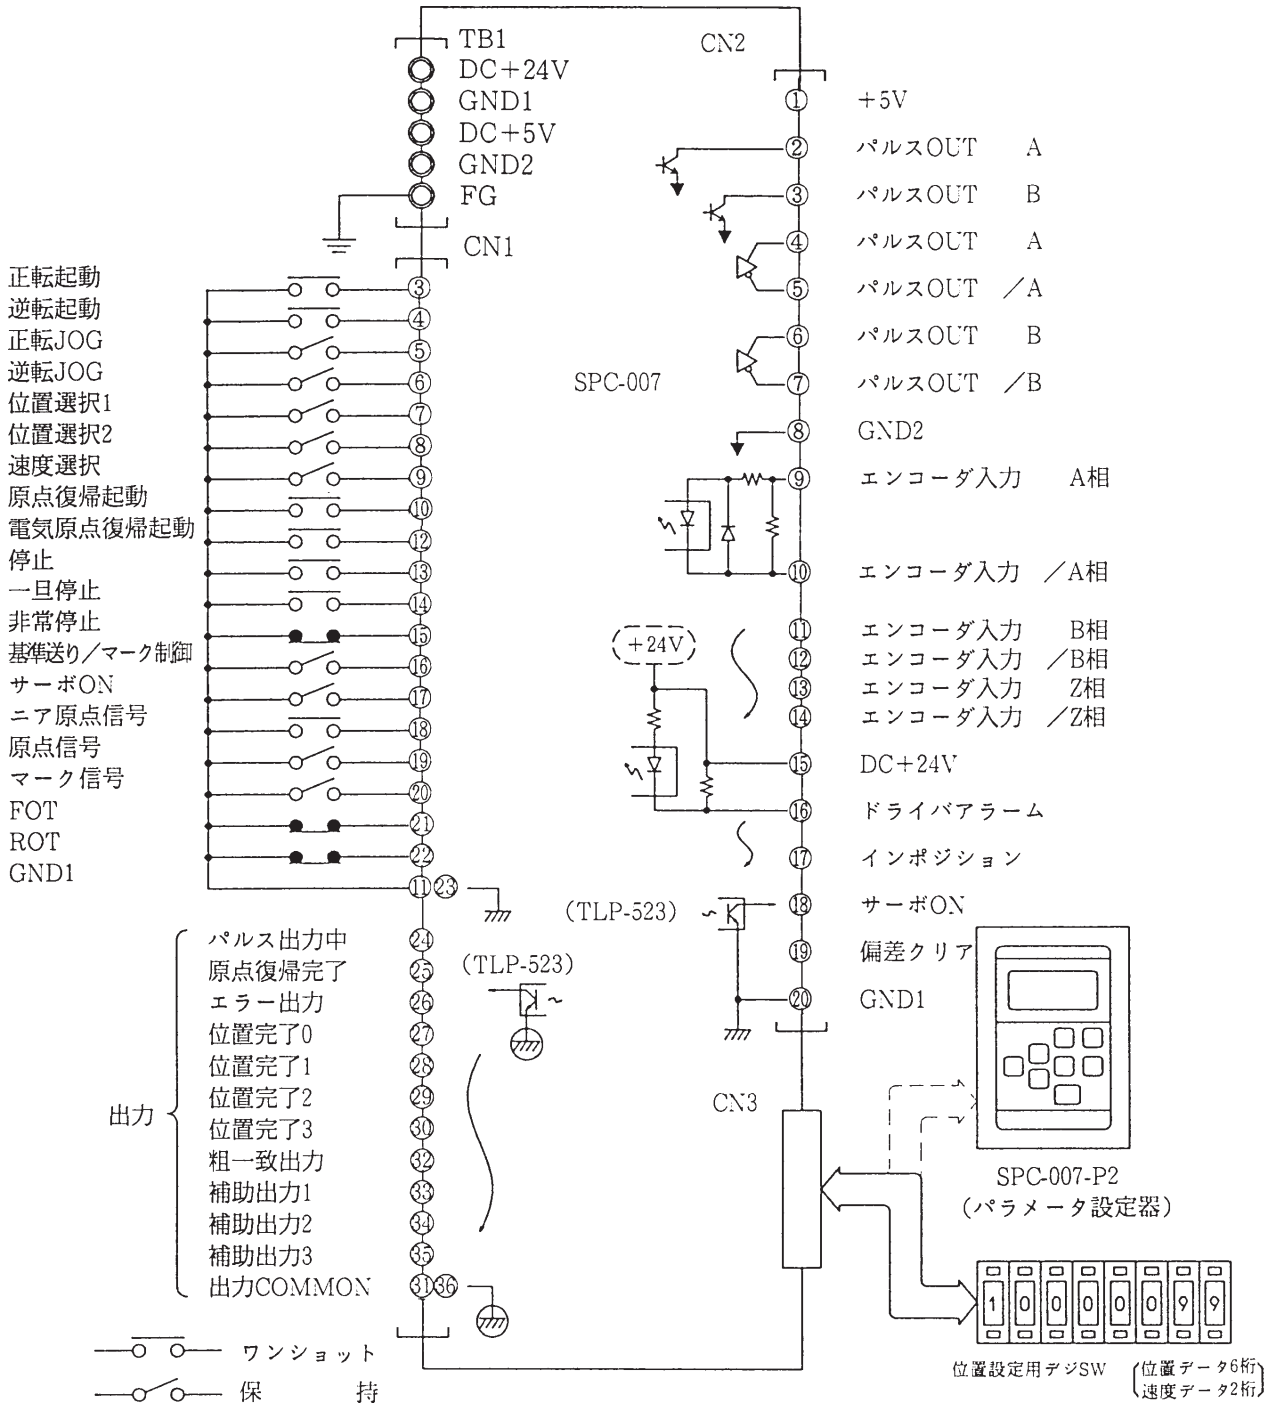 TB1
DC+24V
GND1
DC+5V
GND2
FG
CN1
正転起動 ③
逆転起動 ④
正転JOG ⑤
逆転JOG ⑥
位置選択1 ⑦
位置選択2 ⑧
速度選択 ⑨
原点復帰起動 ⑩
電気原点復帰起動 ⑫
停止 ⑬
一旦停止 ⑭
非常停止 ⑮
基準送り/マーク制御 ⑯
サーボON ⑰
ニア原点信号 ⑱
原点信号 ⑲
マーク信号 ⑳
FOT ㉑
ROT ㉒
GND1 ⑪㉓
出力
パルス出力中 ㉔
原点復帰完了 ㉕
エラー出力 ㉖
位置完了0 ㉗
位置完了1 ㉘
位置完了2 ㉙
位置完了3 ㉚
粗一致出力 ㉜
補助出力1 ㉝
補助出力2 ㉞
補助出力3 ㉟
出力COMMON ㉛㊱
(TLP-523)
ワンショット
保 持
SPC-007
CN2
① +5V
② パルスOUT A
③ パルスOUT B
④ パルスOUT A
⑤ パルスOUT /A
⑥ パルスOUT B
⑦ パルスOUT /B
⑧ GND2
⑨ エンコーダ入力 A相
⑩ エンコーダ入力 /A相
⑪ エンコーダ入力 B相
⑫ エンコーダ入力 /B相
⑬ エンコーダ入力 Z相
⑭ エンコーダ入力 /Z相
+24V
⑮ DC+24V
⑯ ドライバアラーム
⑰ インポジション
(TLP-523)
⑱ サーボON
⑲ 偏差クリア
⑳ GND1
CN3
SPC-007-P2
(パラメータ設定器)
1 0 0 0 0 9 9
位置設定用デジSW
位置データ6桁
速度データ2桁